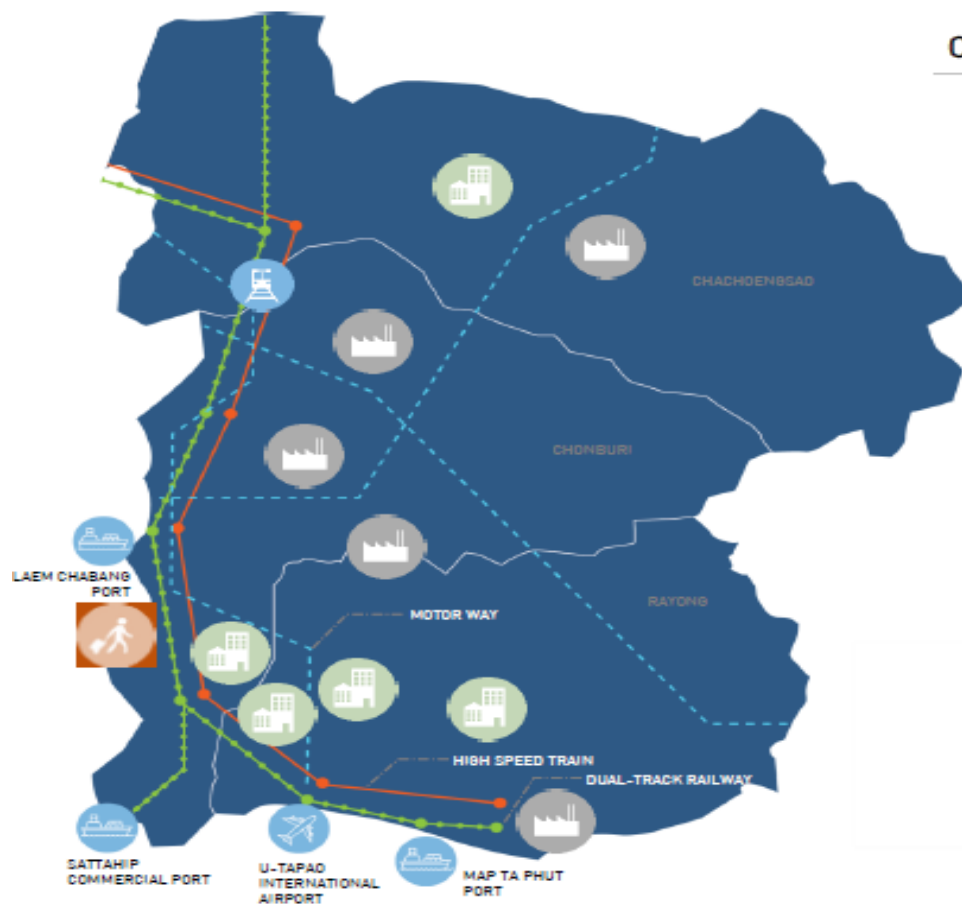 C
CHACHOENGSAO
CHONBURI
LAEM CHABANG
PORT
RAYONG
MOTOR WAY
HIGH SPEED TRAIN
DUAL-TRACK RAILWAY
SATTAHIP
COMMERCIAL PORT
U-TAPAO
INTERNATIONAL
AIRPORT
MAP TA PHUT
PORT